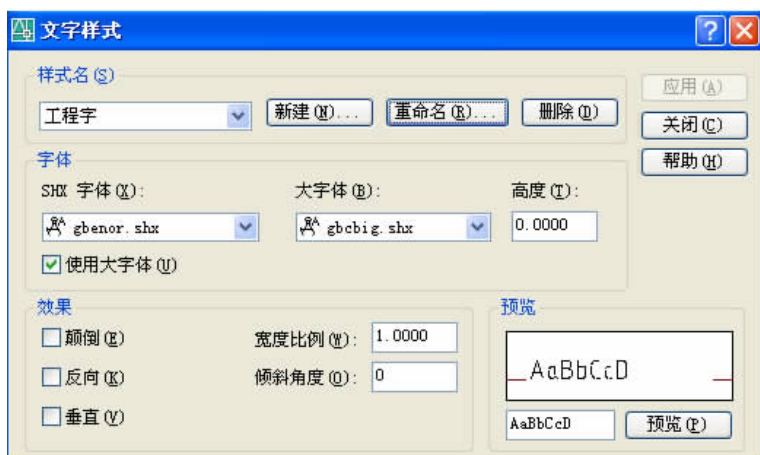 文字样式
样式名(S)
工程字 新建(N)... 重命名(R)... 删除(D) 应用(A)
关闭(C)
字体 帮助(H)
SHX 字体(X): 大字体(B): 高度(T):
gbenor.shx gbcbig.shx 0.0000
使用大字体(U)
效果 预览
颠倒(E) 宽度比例(W): 1.0000
反向(K) 倾斜角度(O): 0 AaBbCcD
垂直(V) AaBbCcD 预览(P)